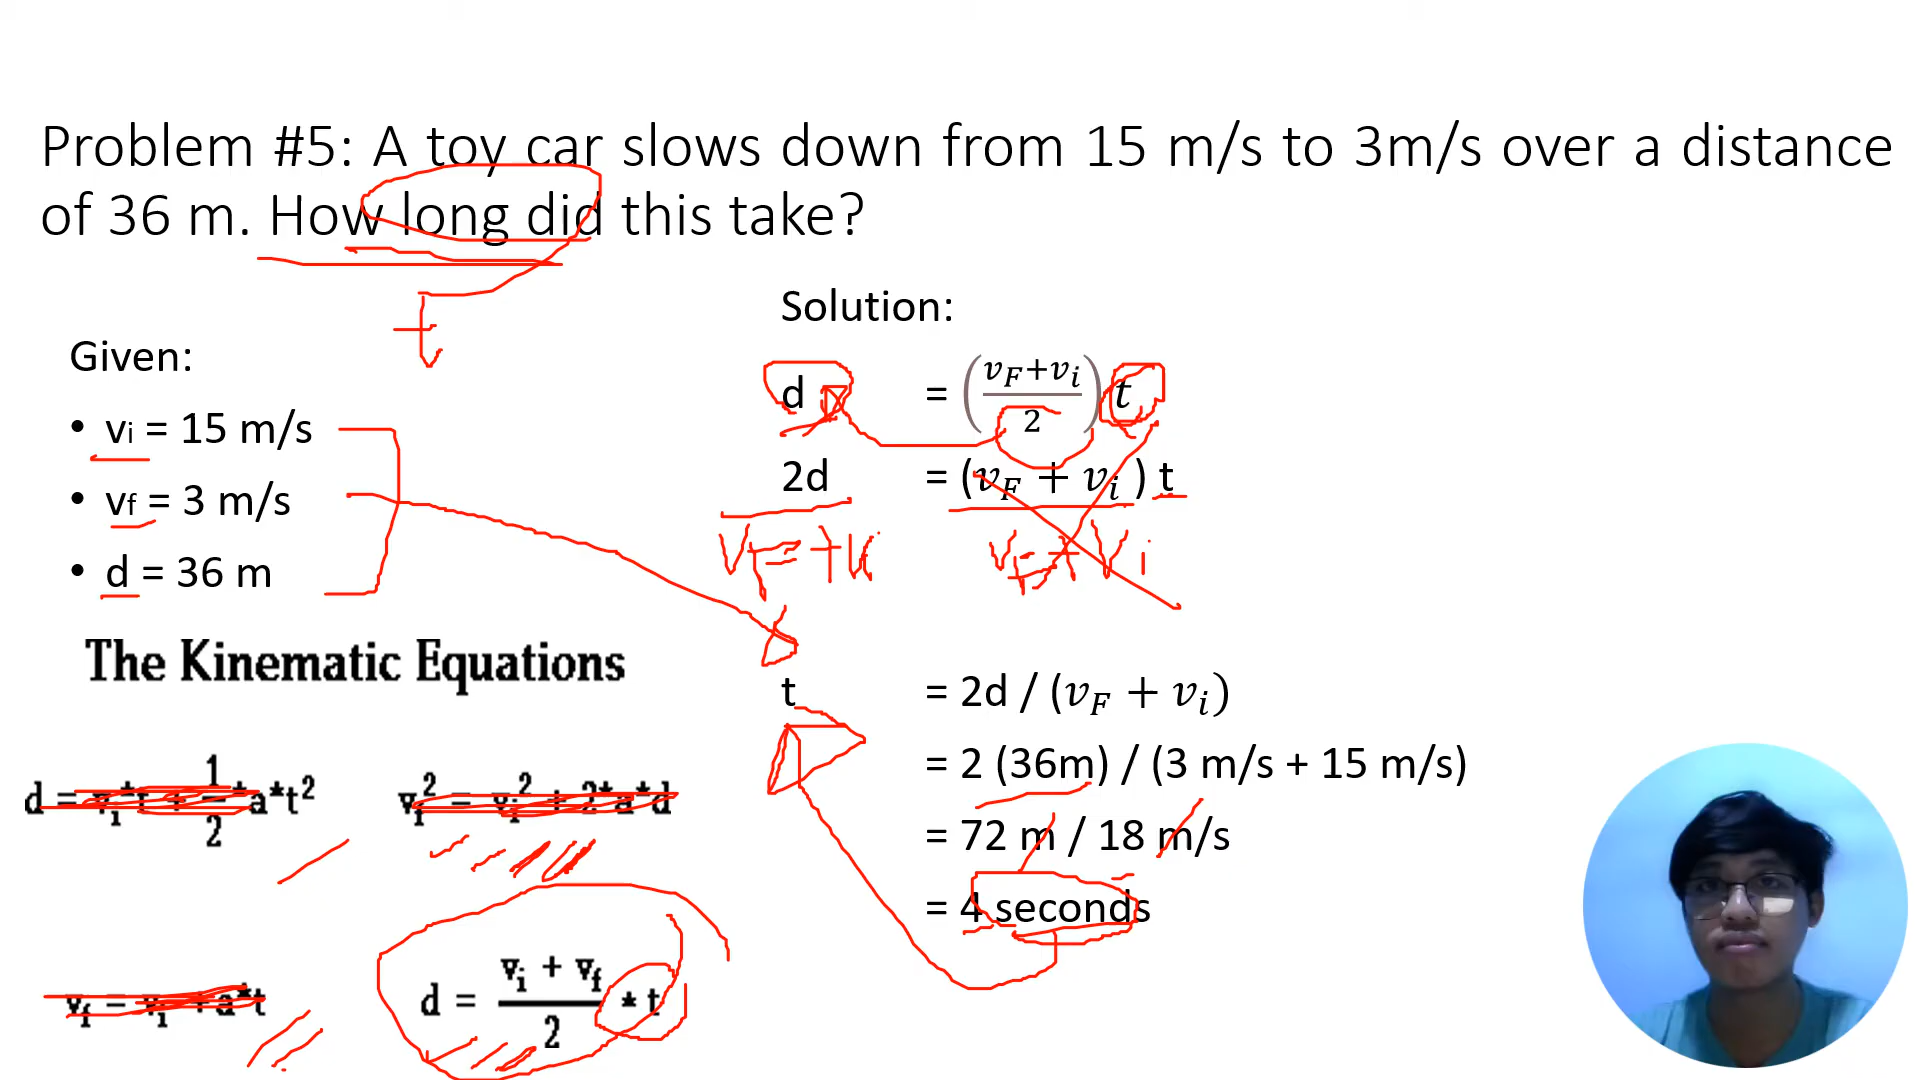 Problem #5: A toy car slows down from 15 m/s to 3m/s over a distance
of 36 m. How long did this take?
t
Given:
• vi = 15 m/s
• vf = 3 m/s
• d = 36 m
The Kinematic Equations
d = vi*t + 1/2*a*t²
vf² = vi² + 2*a*d
vf = vi + a*t
d = (vi + vf)/2 * t
Solution:
d = (vF+vi / 2) t
2d = (vF + vi ) t
VF + Vi
t = 2d / (vF + vi)
= 2 (36m) / (3 m/s + 15 m/s)
= 72 m / 18 m/s
= 4 seconds